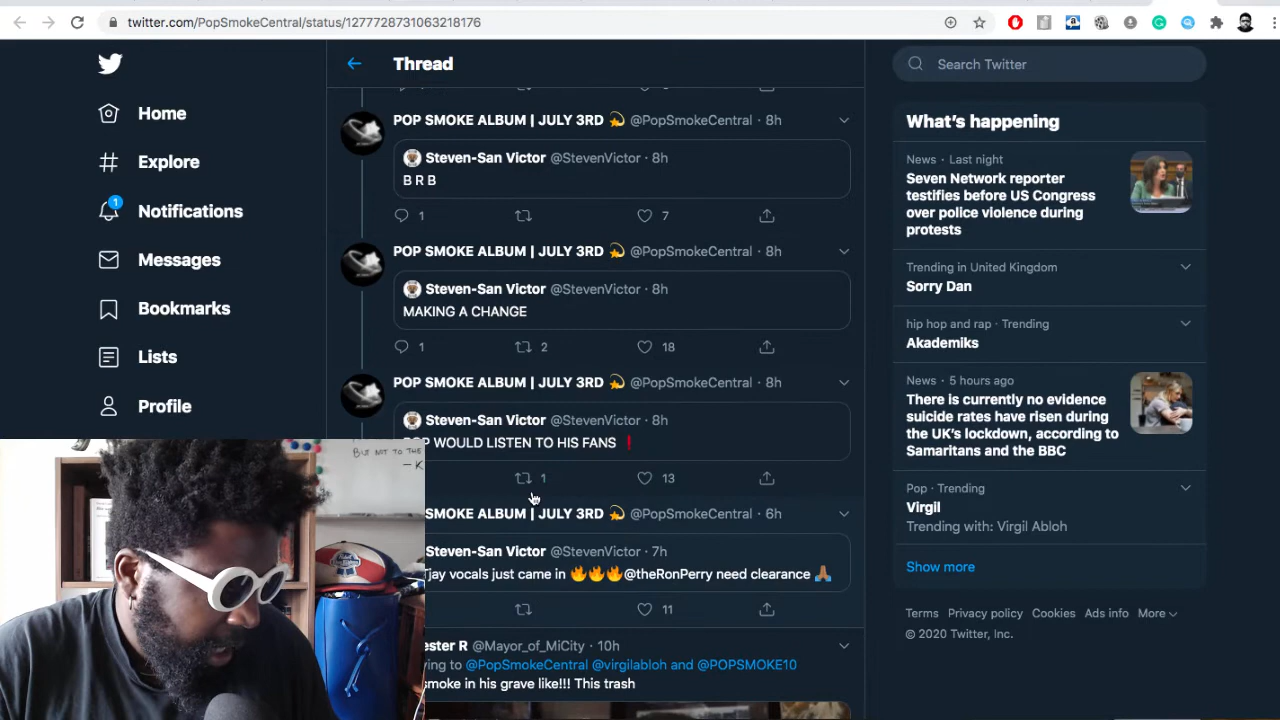 twitter.com/PopSmokeCentral/status/1277728731063218176
Home
Explore
1
Notifications
Messages
Bookmarks
Lists
Profile
Thread
POP SMOKE ALBUM | JULY 3RD 💫 @PopSmokeCentral · 8h
Steven-San Victor @StevenVictor · 8h
B R B
1 7
POP SMOKE ALBUM | JULY 3RD 💫 @PopSmokeCentral · 8h
Steven-San Victor @StevenVictor · 8h
MAKING A CHANGE
1 2 18
POP SMOKE ALBUM | JULY 3RD 💫 @PopSmokeCentral · 8h
Steven-San Victor @StevenVictor · 8h
POP WOULD LISTEN TO HIS FANS ❗
1 13
SMOKE ALBUM | JULY 3RD 💫 @PopSmokeCentral · 6h
Steven-San Victor @StevenVictor · 7h
Tjay vocals just came in 🔥🔥🔥@theRonPerry need clearance 🙏🏾
11
ester R @Mayor_of_MiCity · 10h
ying to @PopSmokeCentral @virgilabloh and @POPSMOKE10
smoke in his grave like!!! This trash
Search Twitter
What's happening
News · Last night
Seven Network reporter
testifies before US Congress
over police violence during
protests
Trending in United Kingdom
Sorry Dan
hip hop and rap · Trending
Akademiks
News · 5 hours ago
There is currently no evidence
suicide rates have risen during
the UK's lockdown, according to
Samaritans and the BBC
Pop · Trending
Virgil
Trending with: Virgil Abloh
Show more
Terms Privacy policy Cookies Ads info More
© 2020 Twitter, Inc.
BUT NOT TO THE
- K